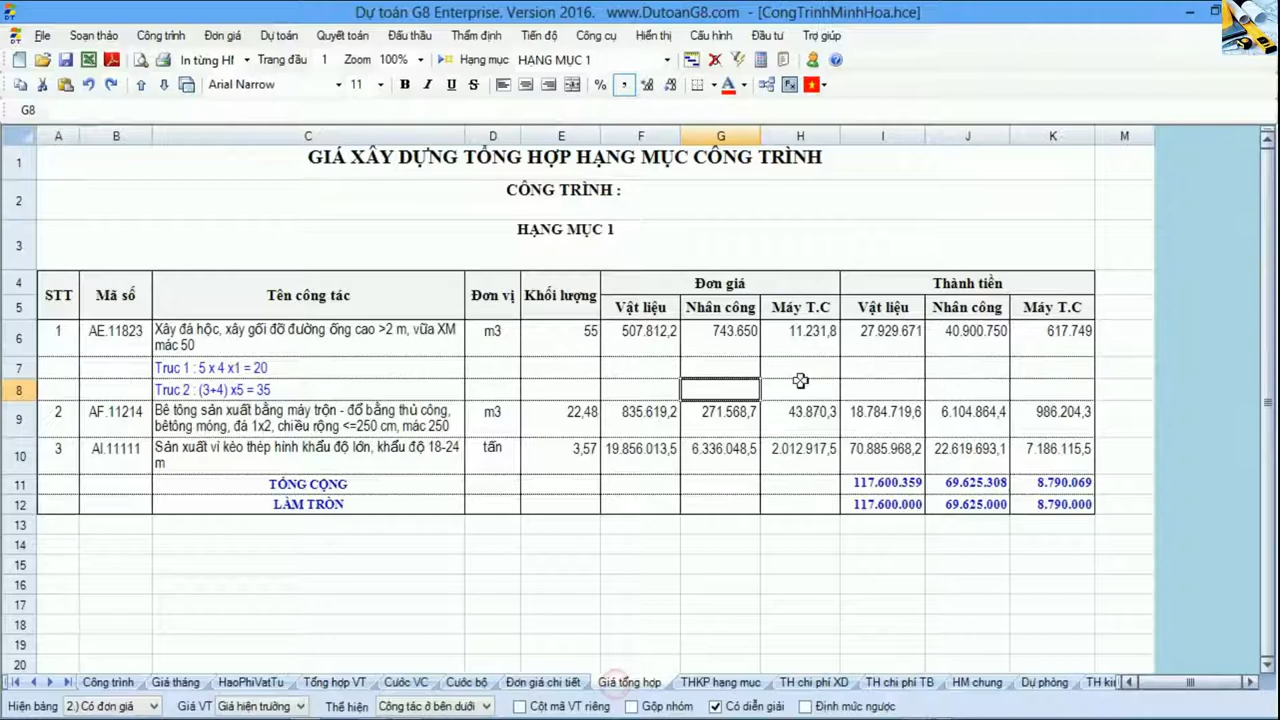 Dự toán G8 Enterprise. Version 2016. www.DutoanG8.com - [CongTrinhMinhHoa.hce]
File Soạn thảo Công trình Đơn giá Dự toán Quyết toán Đấu thầu Thẩm định Tiến độ Công cụ Hiển thị Cấu hình Đầu tư Trợ giúp
In từng Hf Trang đầu 1 Zoom 100% Hạng mục HẠNG MỤC 1
Arial Narrow 11 B I U S % ,
G8
A B C D E F G H I J K M
1 GIÁ XÂY DỰNG TỔNG HỢP HẠNG MỤC CÔNG TRÌNH
2 CÔNG TRÌNH :
3 HẠNG MỤC 1
4 STT Mã số Tên công tác Đơn vị Khối lượng Đơn giá Thành tiền
5 Vật liệu Nhân công Máy T.C Vật liệu Nhân công Máy T.C
6 1 AE.11823 Xây đá hộc, xây gối đỡ đường ống cao >2 m, vữa XM m3 55 507.812,2 743.650 11.231,8 27.929.671 40.900.750 617.749
mác 50
7 Truc 1 : 5 x 4 x1 = 20
8 Truc 2 : (3+4) x5 = 35
9 2 AF.11214 Bê tông sản xuất bằng máy trộn - đổ bằng thủ công, m3 22,48 835.619,2 271.568,7 43.870,3 18.784.719,6 6.104.864,4 986.204,3
bêtông móng, đá 1x2, chiều rộng <=250 cm, mác 250
10 3 AI.11111 Sản xuất vì kèo thép hình khẩu độ lớn, khẩu độ 18-24 tấn 3,57 19.856.013,5 6.336.048,5 2.012.917,5 70.885.968,2 22.619.693,1 7.186.115,5
m
11 TỔNG CỘNG 117.600.359 69.625.308 8.790.069
12 LÀM TRÒN 117.600.000 69.625.000 8.790.000
13
14
15
16
17
18
19
20
Công trình Giá tháng HaoPhiVatTu Tổng hợp VT Cước VC Cước bộ Đơn giá chi tiết Giá tổng hợp THKP hạng mục TH chi phí XD TH chi phí TB HM chung Dự phòng
Hiện bảng 2.) Có đơn giá Giá VT Giá hiện trường Thể hiện Công tác ở bên dưới Cột mã VT riêng Gộp nhóm Có diễn giải Định mức ngược